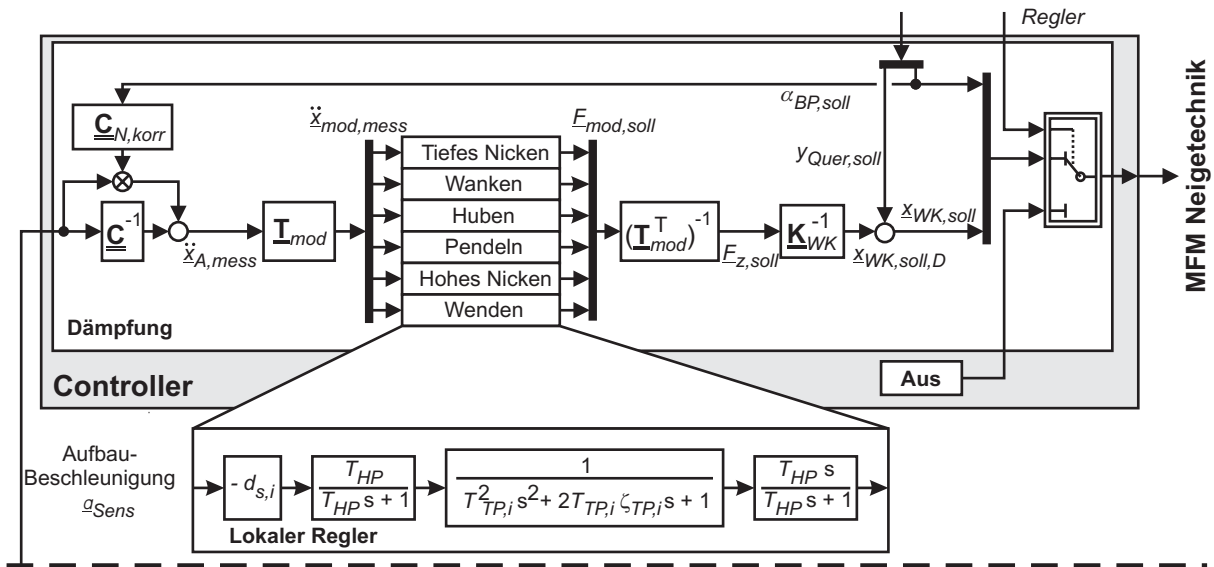 Regler
α_BP,soll
C_N,korr
ẍ_mod,mess
F_mod,soll
Tiefes Nicken
y_Quer,soll
Wanken
Huben
C^-1
T_mod
(T_mod^T)^-1
K_WK^-1
x_WK,soll
Pendeln
ẍ_A,mess
F_z,soll
x_WK,soll,D
Hohes Nicken
Wenden
MFM Neigetechnik
Dämpfung
Controller
Aus
Aufbau-
Beschleunigung
a_Sens
- d_s,i
T_HP
T_HP s + 1
1
T²_TP,i s² + 2T_TP,i ζ_TP,i s + 1
T_HP s
T_HP s + 1
Lokaler Regler